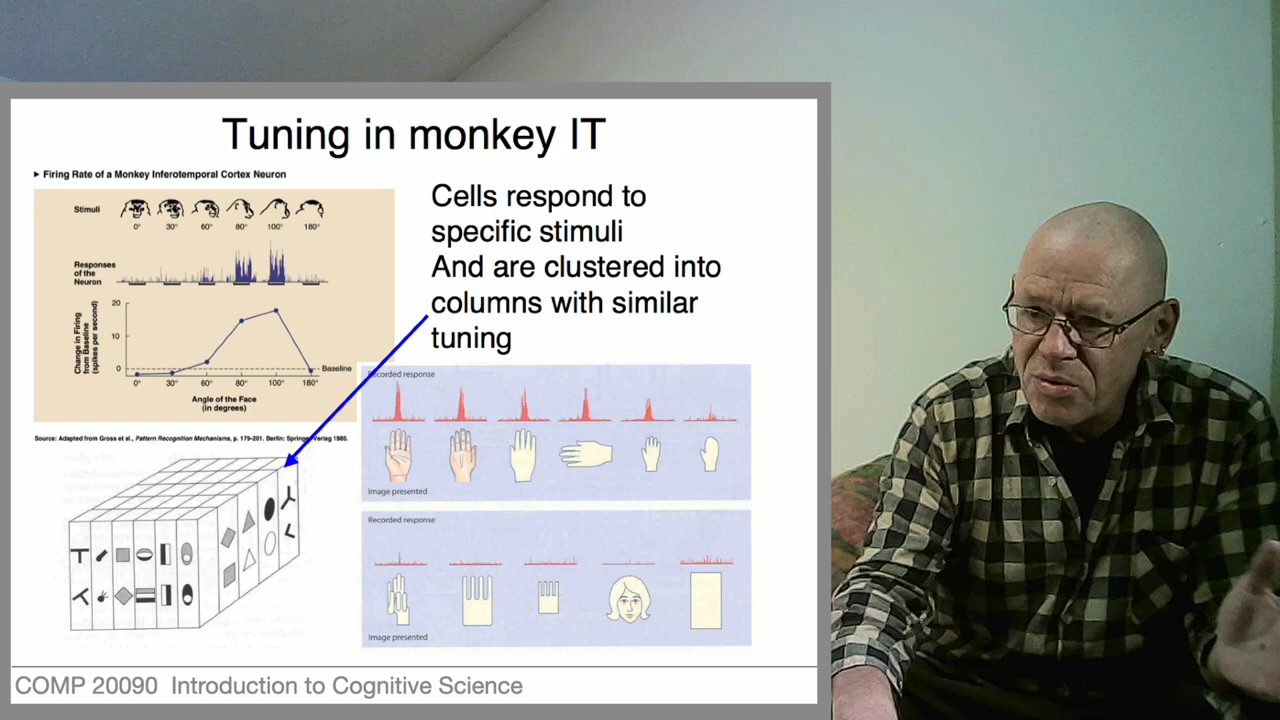 Tuning in monkey IT
▸ Firing Rate of a Monkey Inferotemporal Cortex Neuron
Stimuli
0° 30° 60° 80° 100° 180°
Responses
of the
Neuron
Change in Firing
from Baseline
(spikes per second)
20
10
0
Baseline
0° 30° 60° 80° 100° 180°
Angle of the Face
(in degrees)
Source: Adapted from Gross et al., Pattern Recognition Mechanisms, p. 179-201. Berlin: Springer Verlag 1985.
Cells respond to
specific stimuli
And are clustered into
columns with similar
tuning
Recorded response
Image presented
Recorded response
Image presented
COMP 20090 Introduction to Cognitive Science